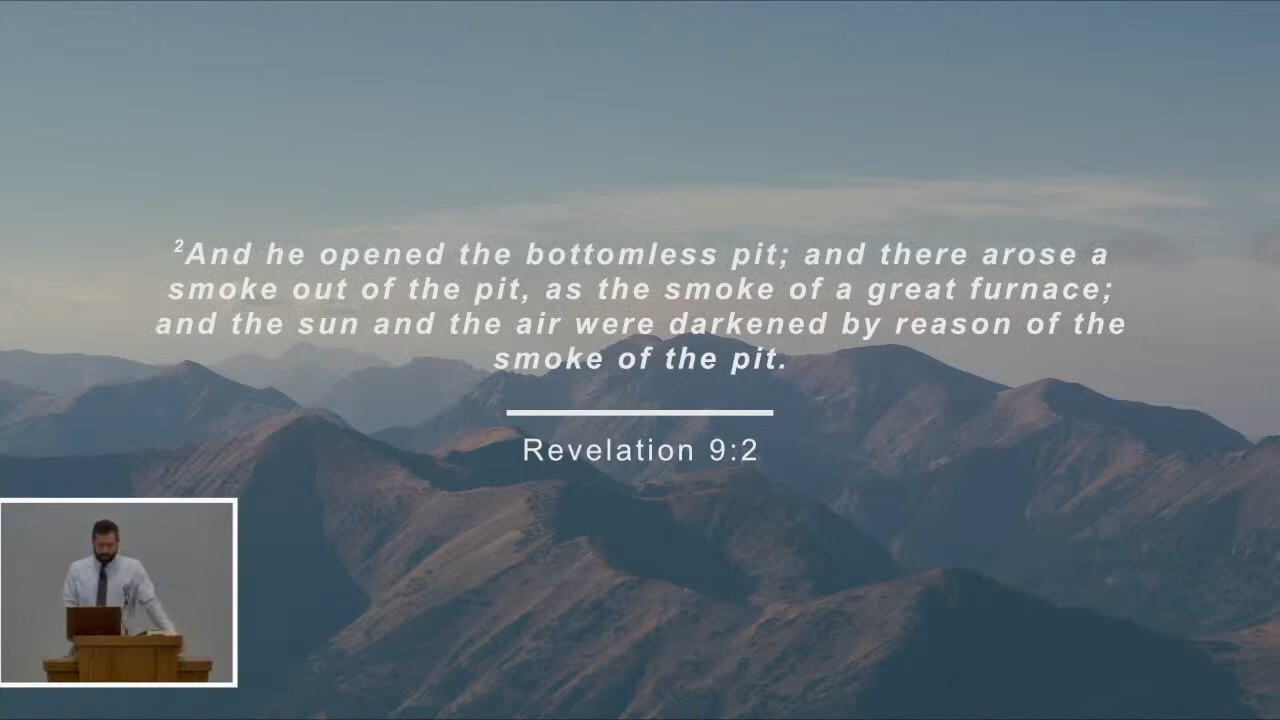 ²And he opened the bottomless pit; and there arose a
smoke out of the pit, as the smoke of a great furnace;
and the sun and the air were darkened by reason of the
smoke of the pit.
Revelation 9:2